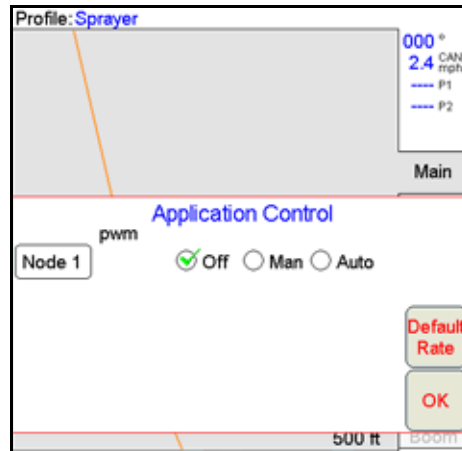 Profile: Sprayer
000 °
2.4 CAN mph
---- P1
---- P2
Main
Application Control
pwm
Node 1
Off
Man
Auto
Default
Rate
OK
500 ft
Boom